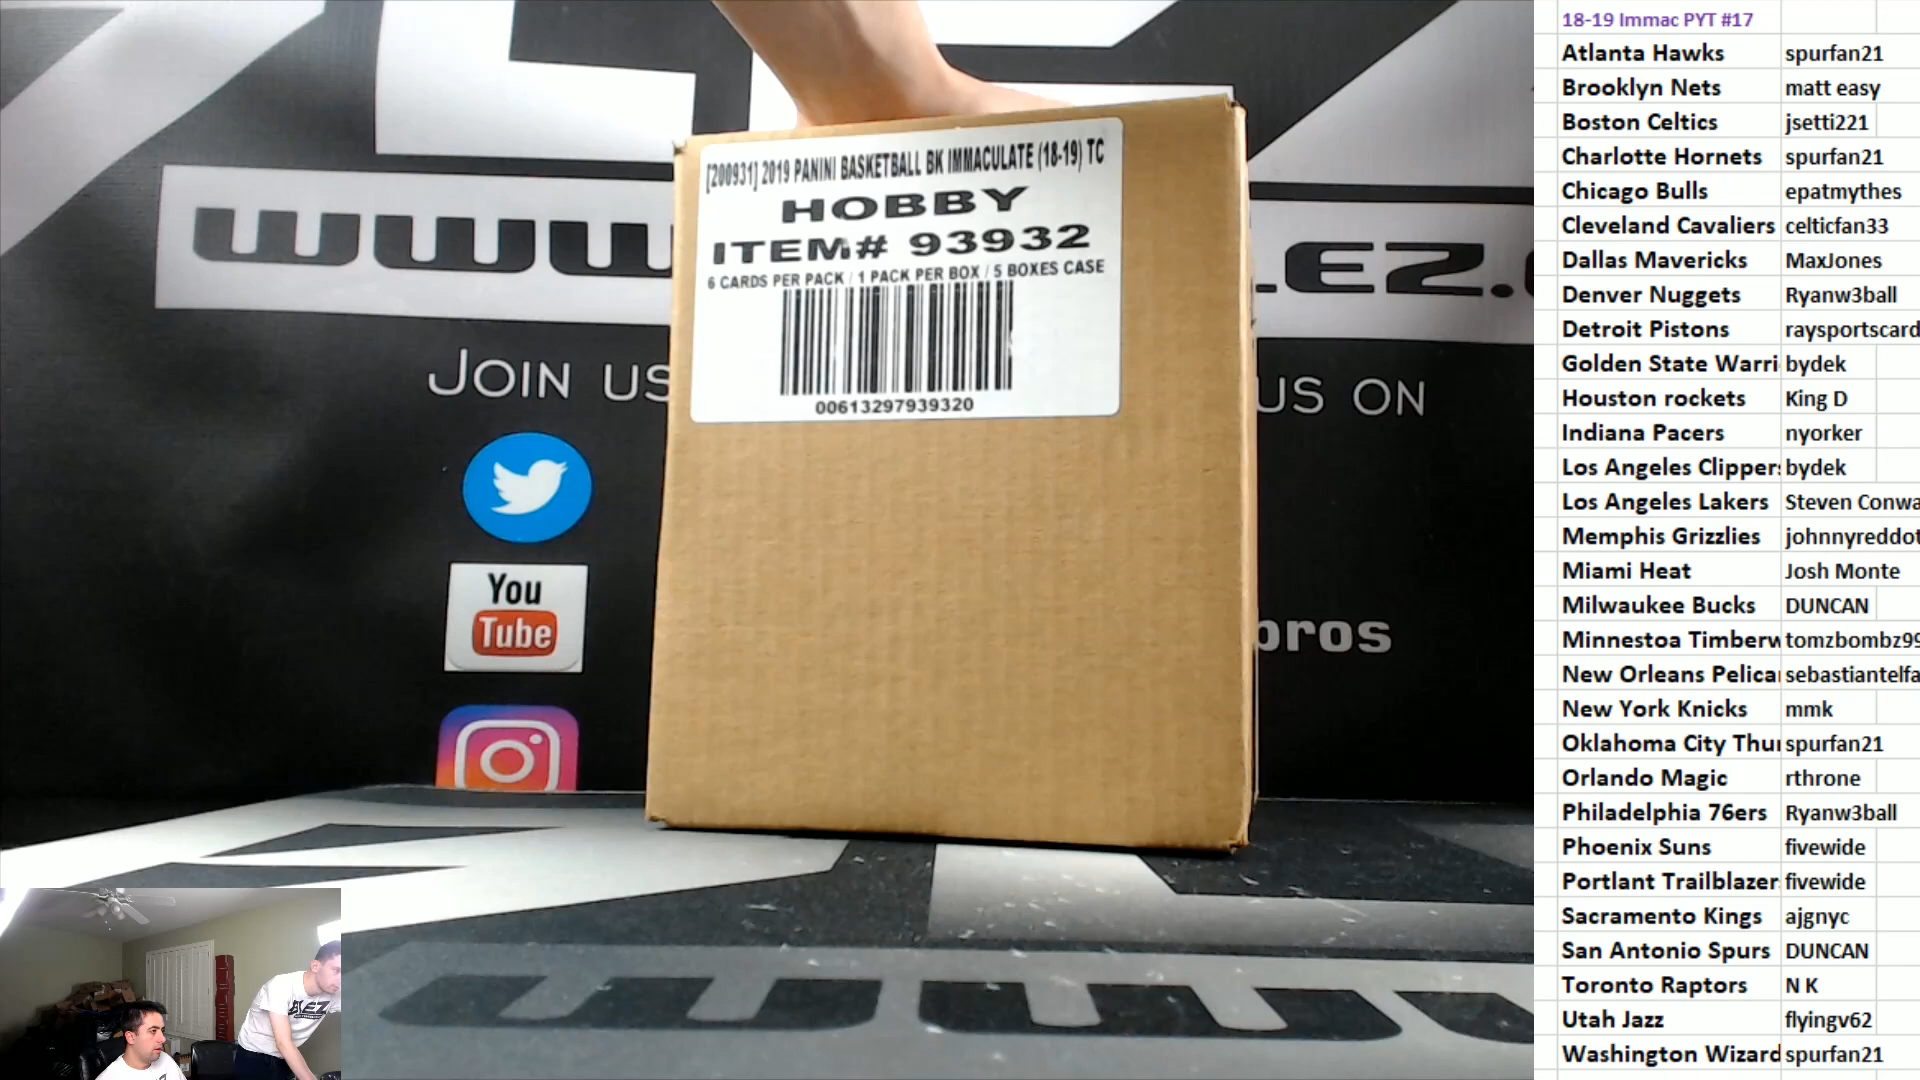 www
.EZ.
JOIN US
US ON
You
Tube
pros
[200931] 2019 PANINI BASKETBALL BK IMMACULATE (18-19) TC
HOBBY
ITEM# 93932
6 CARDS PER PACK / 1 PACK PER BOX / 5 BOXES CASE
00613297939320
18-19 Immac PYT #17
Atlanta Hawks spurfan21
Brooklyn Nets matt easy
Boston Celtics jsetti221
Charlotte Hornets spurfan21
Chicago Bulls epatmythes
Cleveland Cavaliers celticfan33
Dallas Mavericks MaxJones
Denver Nuggets Ryanw3ball
Detroit Pistons raysportscard
Golden State Warri bydek
Houston rockets King D
Indiana Pacers nyorker
Los Angeles Clippers bydek
Los Angeles Lakers Steven Conwa
Memphis Grizzlies johnnyreddot
Miami Heat Josh Monte
Milwaukee Bucks DUNCAN
Minnestoa Timberw tomzbombz99
New Orleans Pelica sebastiantelfa
New York Knicks mmk
Oklahoma City Thu spurfan21
Orlando Magic rthrone
Philadelphia 76ers Ryanw3ball
Phoenix Suns fivewide
Portlant Trailblazer fivewide
Sacramento Kings ajgnyc
San Antonio Spurs DUNCAN
Toronto Raptors N K
Utah Jazz flyingv62
Washington Wizard spurfan21